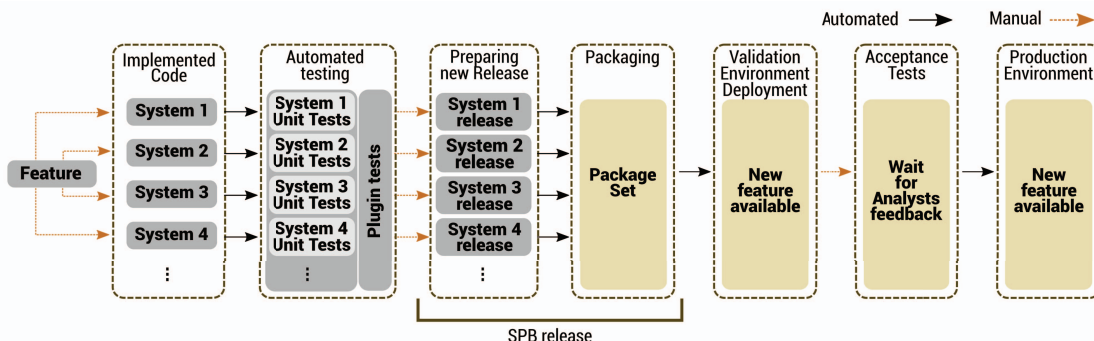 Automated
Manual
Implemented
Code
Automated
testing
Preparing
new Release
Packaging
Validation
Environment
Deployment
Acceptance
Tests
Production
Environment
Feature
System 1
System 2
System 3
System 4
System 1
Unit Tests
System 2
Unit Tests
System 3
Unit Tests
System 4
Unit Tests
Plugin tests
System 1
release
System 2
release
System 3
release
System 4
release
Package
Set
New
feature
available
Wait
for
Analysts
feedback
New
feature
available
SPB release